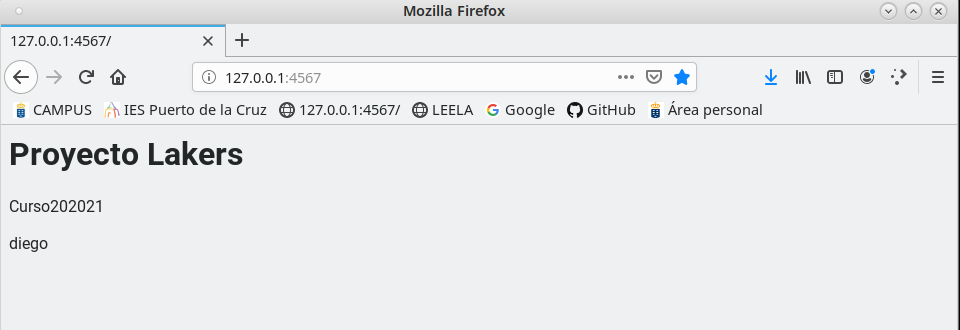 Mozilla Firefox
127.0.0.1:4567/
127.0.0.1:4567
CAMPUS IES Puerto de la Cruz 127.0.0.1:4567/ LEELA Google GitHub Área personal
Proyecto Lakers
Curso202021
diego